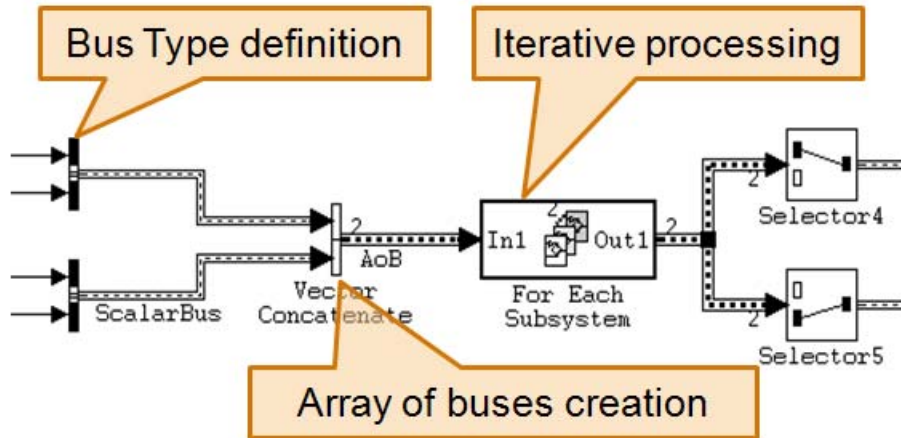 Bus Type definition
Iterative processing
2
2
2
2
Selector4
In1
Out1
AoB
ScalarBus
Vector
Concatenate
For Each
Subsystem
2
Selector5
Array of buses creation